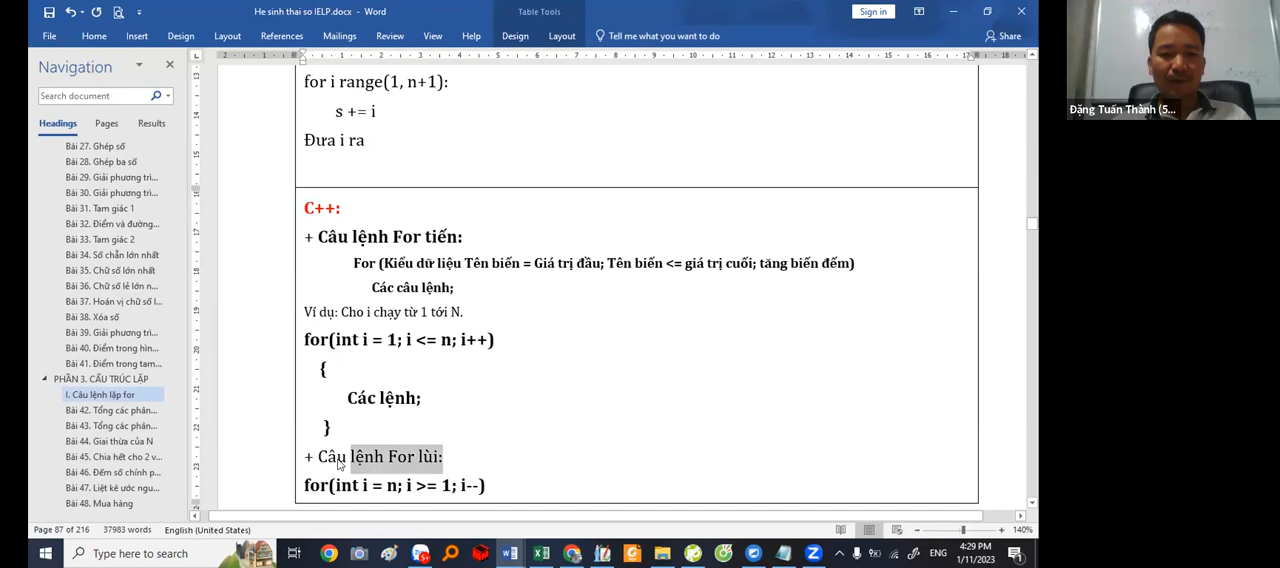 He sinh thai so IELP.docx - Word
Table Tools
Sign in
File Home Insert Design Layout References Mailings Review View Help Design Layout Tell me what you want to do Share
Navigation
Search document
Headings Pages Results
Bài 27. Ghép số
Bài 28. Ghép ba số
Bài 29. Giải phương trì...
Bài 30. Giải phương trì...
Bài 31. Tam giác 1
Bài 32. Điểm và đường...
Bài 33. Tam giác 2
Bài 34. Số chẵn lớn nhất
Bài 35. Chữ số lớn nhất
Bài 36. Chữ số lẻ lớn n...
Bài 37. Hoán vị chữ số l...
Bài 38. Xóa số
Bài 39. Giải phương trì...
Bài 40. Điểm trong hìn...
Bài 41. Điểm trong tam...
PHẦN 3. CẤU TRÚC LẶP
I. Câu lệnh lặp for
Bài 42. Tổng các phân...
Bài 43. Tổng các phân...
Bài 44. Giai thừa của N
Bài 45. Chia hết cho 2 v...
Bài 46. Đếm số chính p...
Bài 47. Liệt kê ước ngu...
Bài 48. Mua hàng
for i range(1, n+1):
s += i
Đưa i ra
C++:
+ Câu lệnh For tiến:
For (Kiểu dữ liệu Tên biến = Giá trị đầu; Tên biến <= giá trị cuối; tăng biến đếm)
Các câu lệnh;
Ví dụ: Cho i chạy từ 1 tới N.
for(int i = 1; i <= n; i++)
{
Các lệnh;
}
+ Câu lệnh For lùi:
for(int i = n; i >= 1; i--)
Đặng Tuấn Thành (5...
Page 87 of 216 37983 words English (United States)
140%
Type here to search
ENG
4:29 PM
1/11/2023